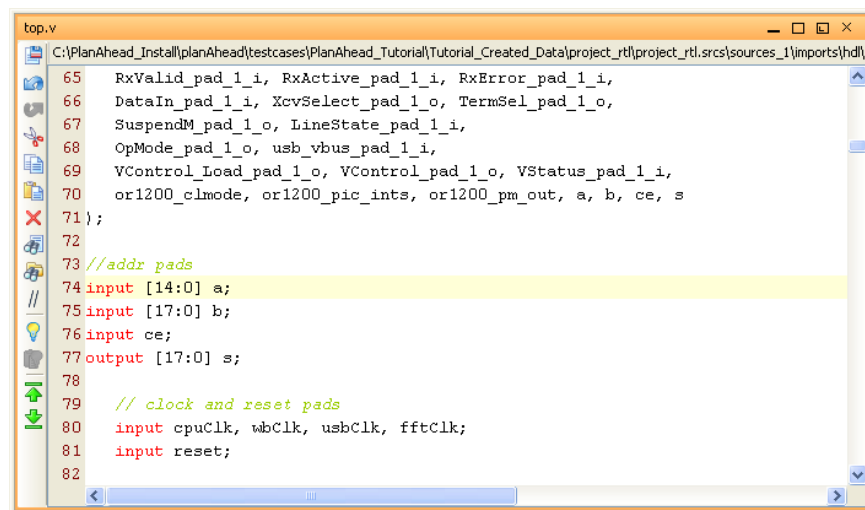 top.v
C:\PlanAhead_Install\planAhead\testcases\PlanAhead_Tutorial\Tutorial_Created_Data\project_rtl\project_rtl.srcs\sources_1\imports\hdl\
65 RxValid_pad_1_i, RxActive_pad_1_i, RxError_pad_1_i,
66 DataIn_pad_1_i, XcvSelect_pad_1_o, TermSel_pad_1_o,
67 SuspendM_pad_1_o, LineState_pad_1_i,
68 OpMode_pad_1_o, usb_vbus_pad_1_i,
69 VControl_Load_pad_1_o, VControl_pad_1_o, VStatus_pad_1_i,
70 or1200_clmode, or1200_pic_ints, or1200_pm_out, a, b, ce, s
71 );
72
73 //addr pads
74 input [14:0] a;
75 input [17:0] b;
76 input ce;
77 output [17:0] s;
78
79 // clock and reset pads
80 input cpuClk, wbClk, usbClk, fftClk;
81 input reset;
82